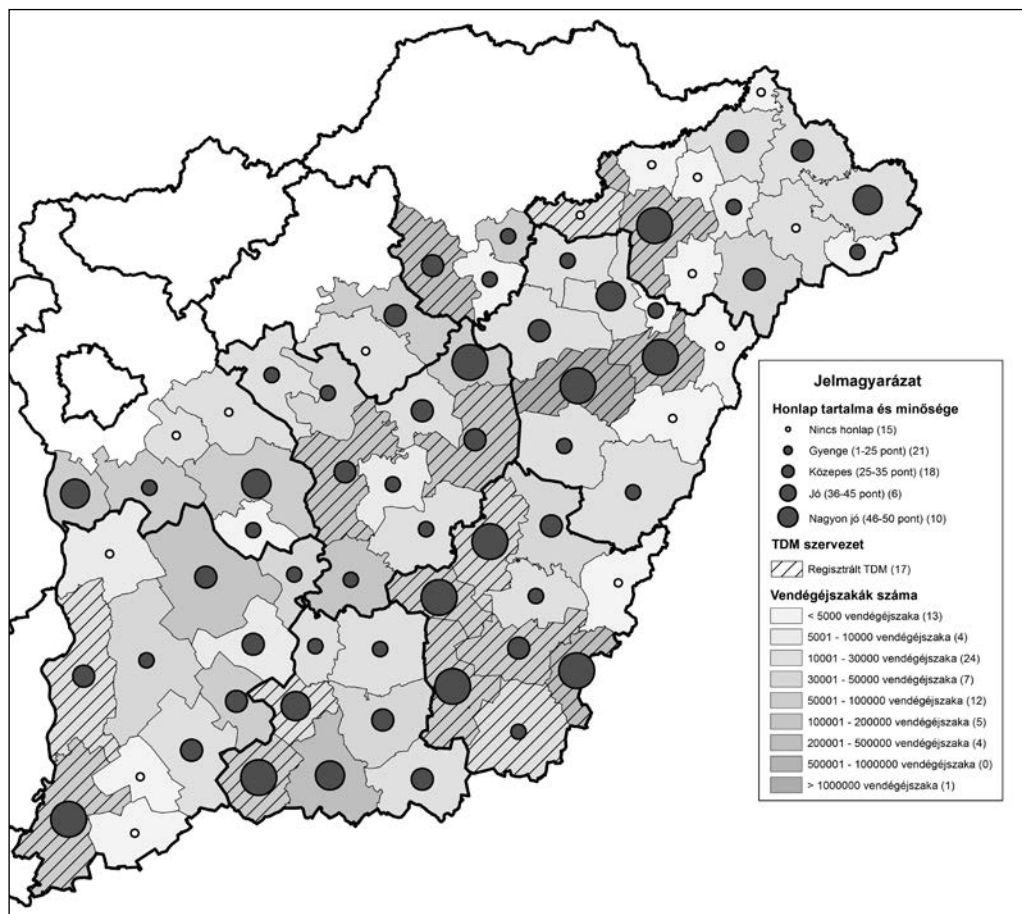 Jelmagyarázat
Honlap tartalma és minősége
Nincs honlap (15)
Gyenge (1-25 pont) (21)
Közepes (25-35 pont) (18)
Jó (36-45 pont) (6)
Nagyon jó (46-50 pont) (10)
TDM szervezet
Regisztrált TDM (17)
Vendégéjszakák száma
< 5000 vendégéjszaka (13)
5001 - 10000 vendégéjszaka (4)
10001 - 30000 vendégéjszaka (24)
30001 - 50000 vendégéjszaka (7)
50001 - 100000 vendégéjszaka (12)
100001 - 200000 vendégéjszaka (5)
200001 - 500000 vendégéjszaka (4)
500001 - 1000000 vendégéjszaka (0)
> 1000000 vendégéjszaka (1)